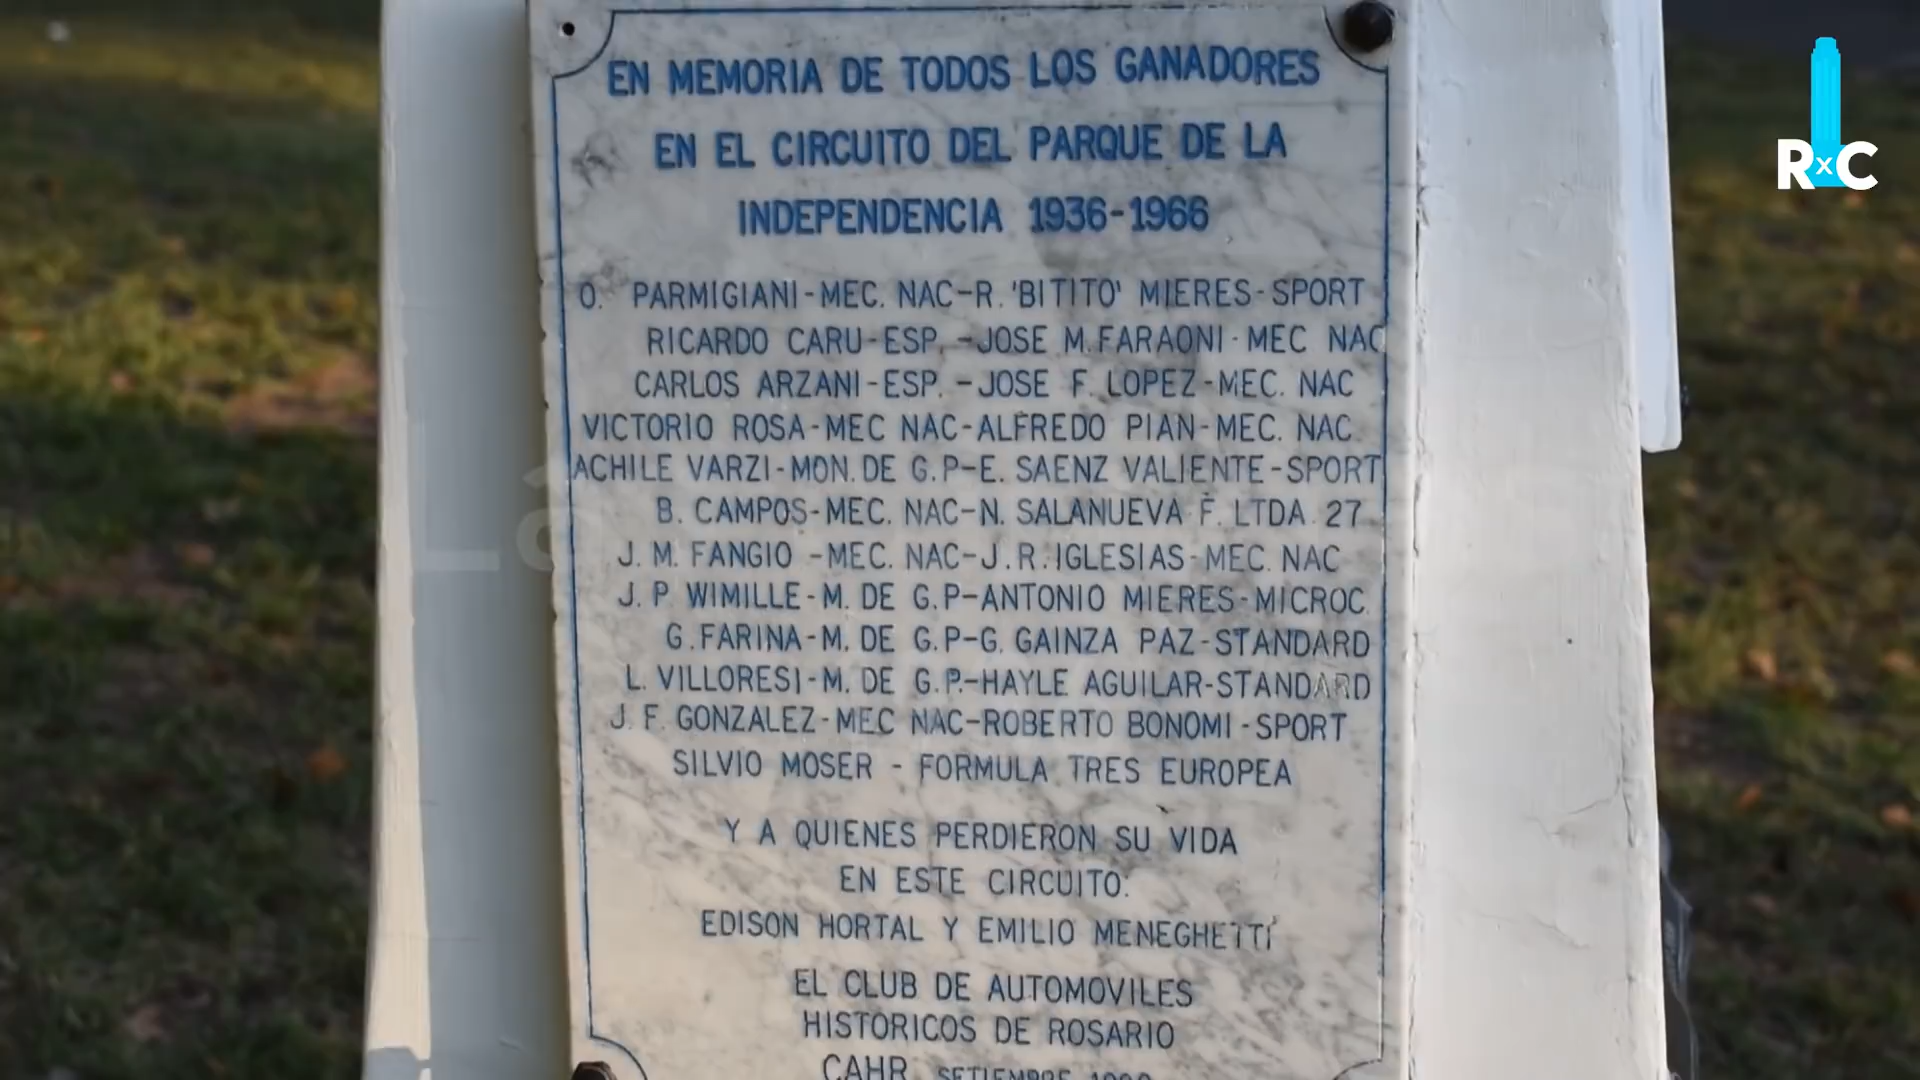 EN MEMORIA DE TODOS LOS GANADORES
EN EL CIRCUITO DEL PARQUE DE LA
INDEPENDENCIA 1936-1966
O. PARMIGIANI-MEC. NAC-R. 'BITITO' MIERES-SPORT
RICARDO CARU-ESP.-JOSE M. FARAONI-MEC NAC
CARLOS ARZANI-ESP.-JOSE F. LOPEZ-MEC. NAC
VICTORIO ROSA-MEC NAC-ALFREDO PIAN-MEC. NAC
ACHILE VARZI-MON. DE G.P-E. SAENZ VALIENTE-SPORT
B. CAMPOS-MEC. NAC-N. SALANUEVA F. LTDA 27
J. M. FANGIO -MEC. NAC-J. R. IGLESIAS-MEC. NAC
J. P. WIMILLE-M. DE G.P-ANTONIO MIERES-MICROC.
G. FARINA-M. DE G.P-G. GAINZA PAZ-STANDARD
L. VILLORESI-M. DE G.P.-HAYLE AGUILAR-STANDARD
J. F. GONZALEZ-MEC NAC-ROBERTO BONOMI-SPORT
SILVIO MOSER - FORMULA TRES EUROPEA
Y A QUIENES PERDIERON SU VIDA
EN ESTE CIRCUITO:
EDISON HORTAL Y EMILIO MENEGHETTI
EL CLUB DE AUTOMOVILES
HISTORICOS DE ROSARIO
CAHR. SETIEMBRE
RxC